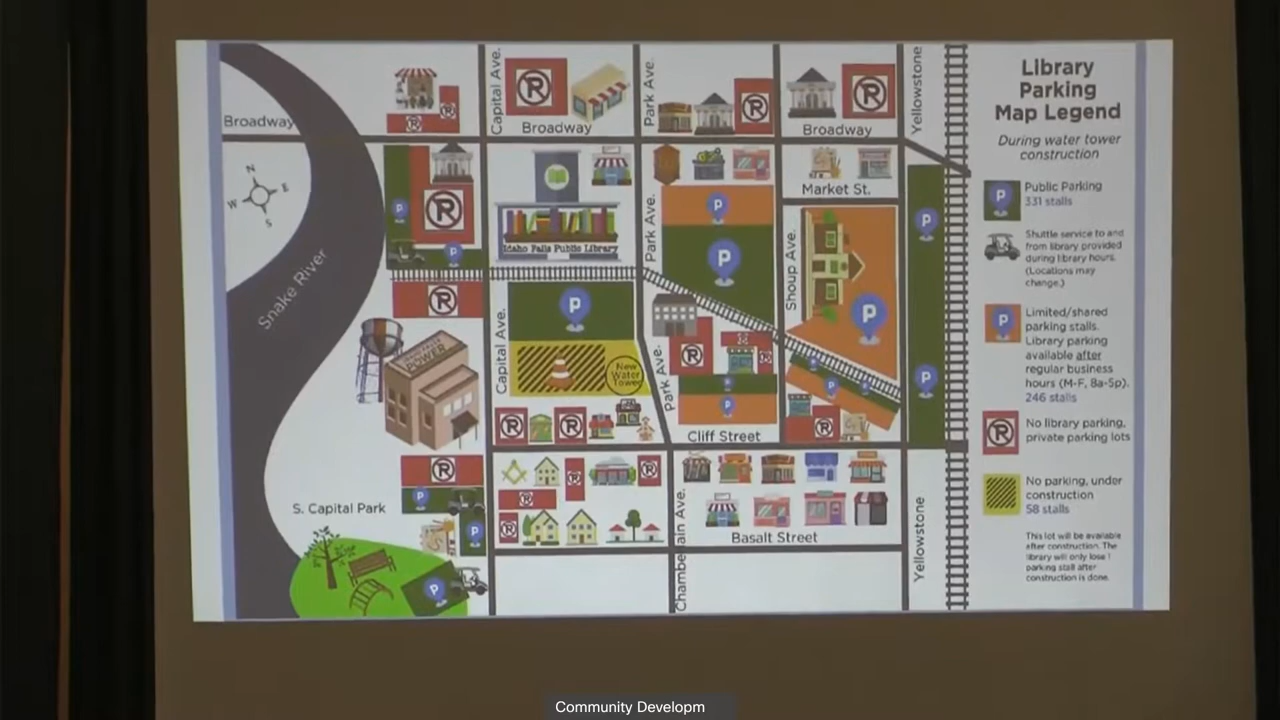 Library
Parking
Map Legend
During water tower
construction
P
Public Parking
331 stalls
Shuttle service to and
from library provided
during library hours.
(Locations may
change.)
P
Limited/shared
parking stalls.
Library parking
available after
regular business
hours (M-F, 8a-5p).
246 stalls
No library parking,
private parking lots
No parking, under
construction
58 stalls
This lot will be available
after construction. The
library will only lose 1
parking stall after
construction is done.
Capital Ave.
Park Ave.
Yellowstone
Broadway
Broadway
Broadway
N
W
E
S
Market St.
Park Ave.
Shoup Ave.
Idaho Falls Public Library
Snake River
Capital Ave.
Park Ave.
POWER
New
Water
Tower
Cliff Street
S. Capital Park
Chamberlain Ave.
Basalt Street
Yellowstone
Community Developm